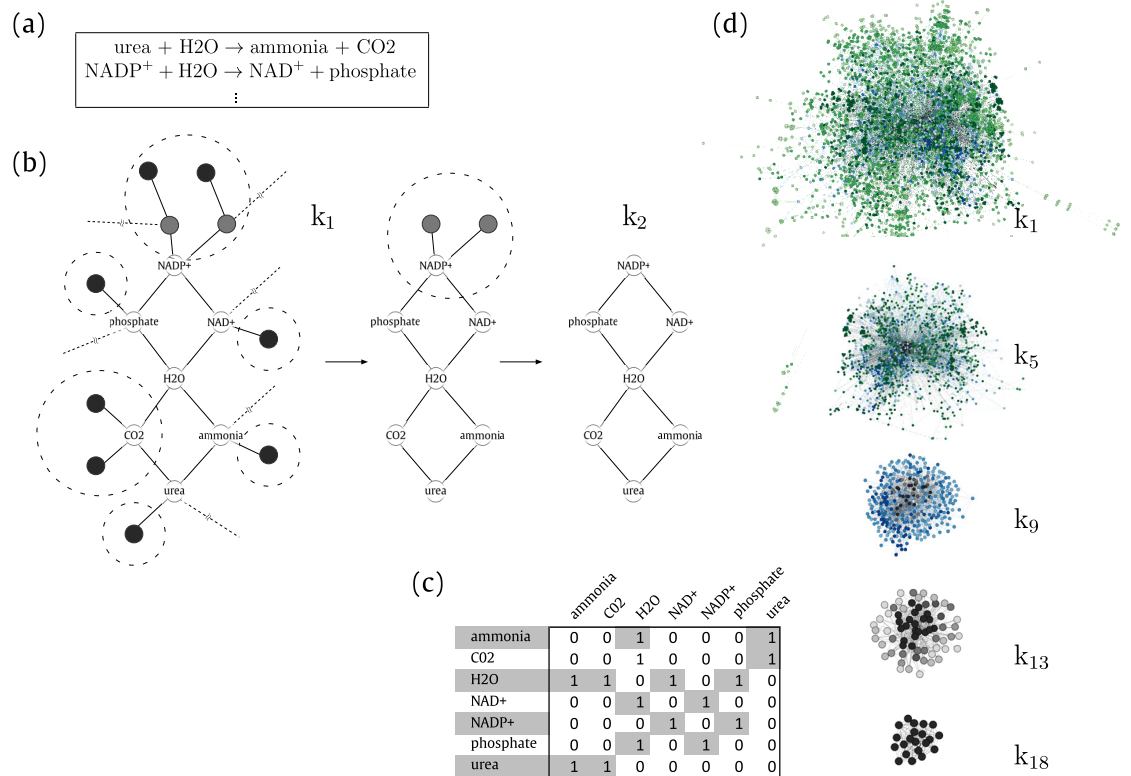 (a)
urea + H2O → ammonia + CO2
NADP⁺ + H2O → NAD⁺ + phosphate
⋮
(b)
k₁
k₂
NADP+
phosphate
NAD+
H2O
CO2
ammonia
urea
NADP+
phosphate
NAD+
H2O
CO2
ammonia
urea
NADP+
phosphate
NAD+
H2O
CO2
ammonia
urea
(c)
ammonia C02 H2O NAD+ NADP+ phosphate urea
ammonia 0 0 1 0 0 0 1
C02 0 0 1 0 0 0 1
H2O 1 1 0 1 0 1 0
NAD+ 0 0 1 0 1 0 0
NADP+ 0 0 0 1 0 1 0
phosphate 0 0 1 0 1 0 0
urea 1 1 0 0 0 0 0
(d)
k₁
k₅
k₉
k₁₃
k₁₈